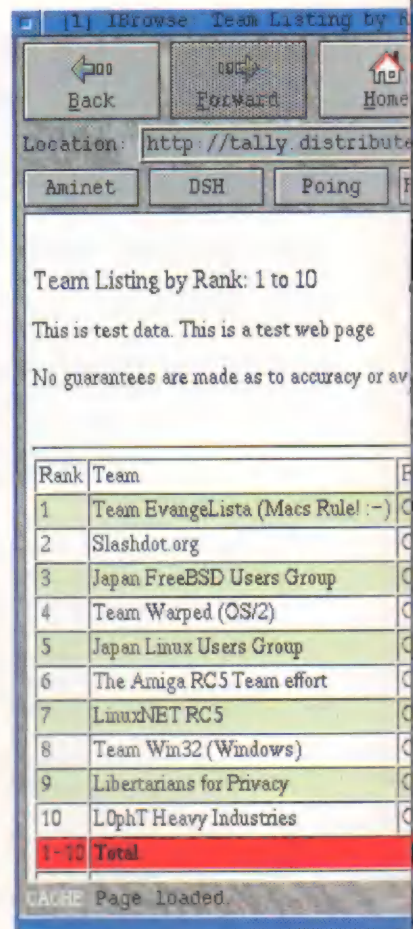 [1] IBrowse: Team Listing by R
Back Forward Home
Location: http://tally.distribute
Aminet DSH Poing
Team Listing by Rank: 1 to 10
This is test data. This is a test web page
No guarantees are made as to accuracy or av
Rank Team
1 Team EvangeLista (Macs Rule! :-)
2 Slashdot.org
3 Japan FreeBSD Users Group
4 Team Warped (OS/2)
5 Japan Linux Users Group
6 The Amiga RC5 Team effort
7 LinuxNET RC5
8 Team Win32 (Windows)
9 Libertarians for Privacy
10 L0phT Heavy Industries
1-10 Total
CACHE Page loaded.